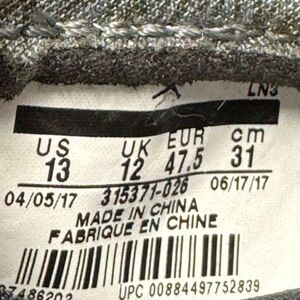 LN3
US UK EUR cm
13 12 47.5 31
04/05/17 315371-026 06/17/17
MADE IN CHINA
FABRIQUE EN CHINE
UPC 00884497752839